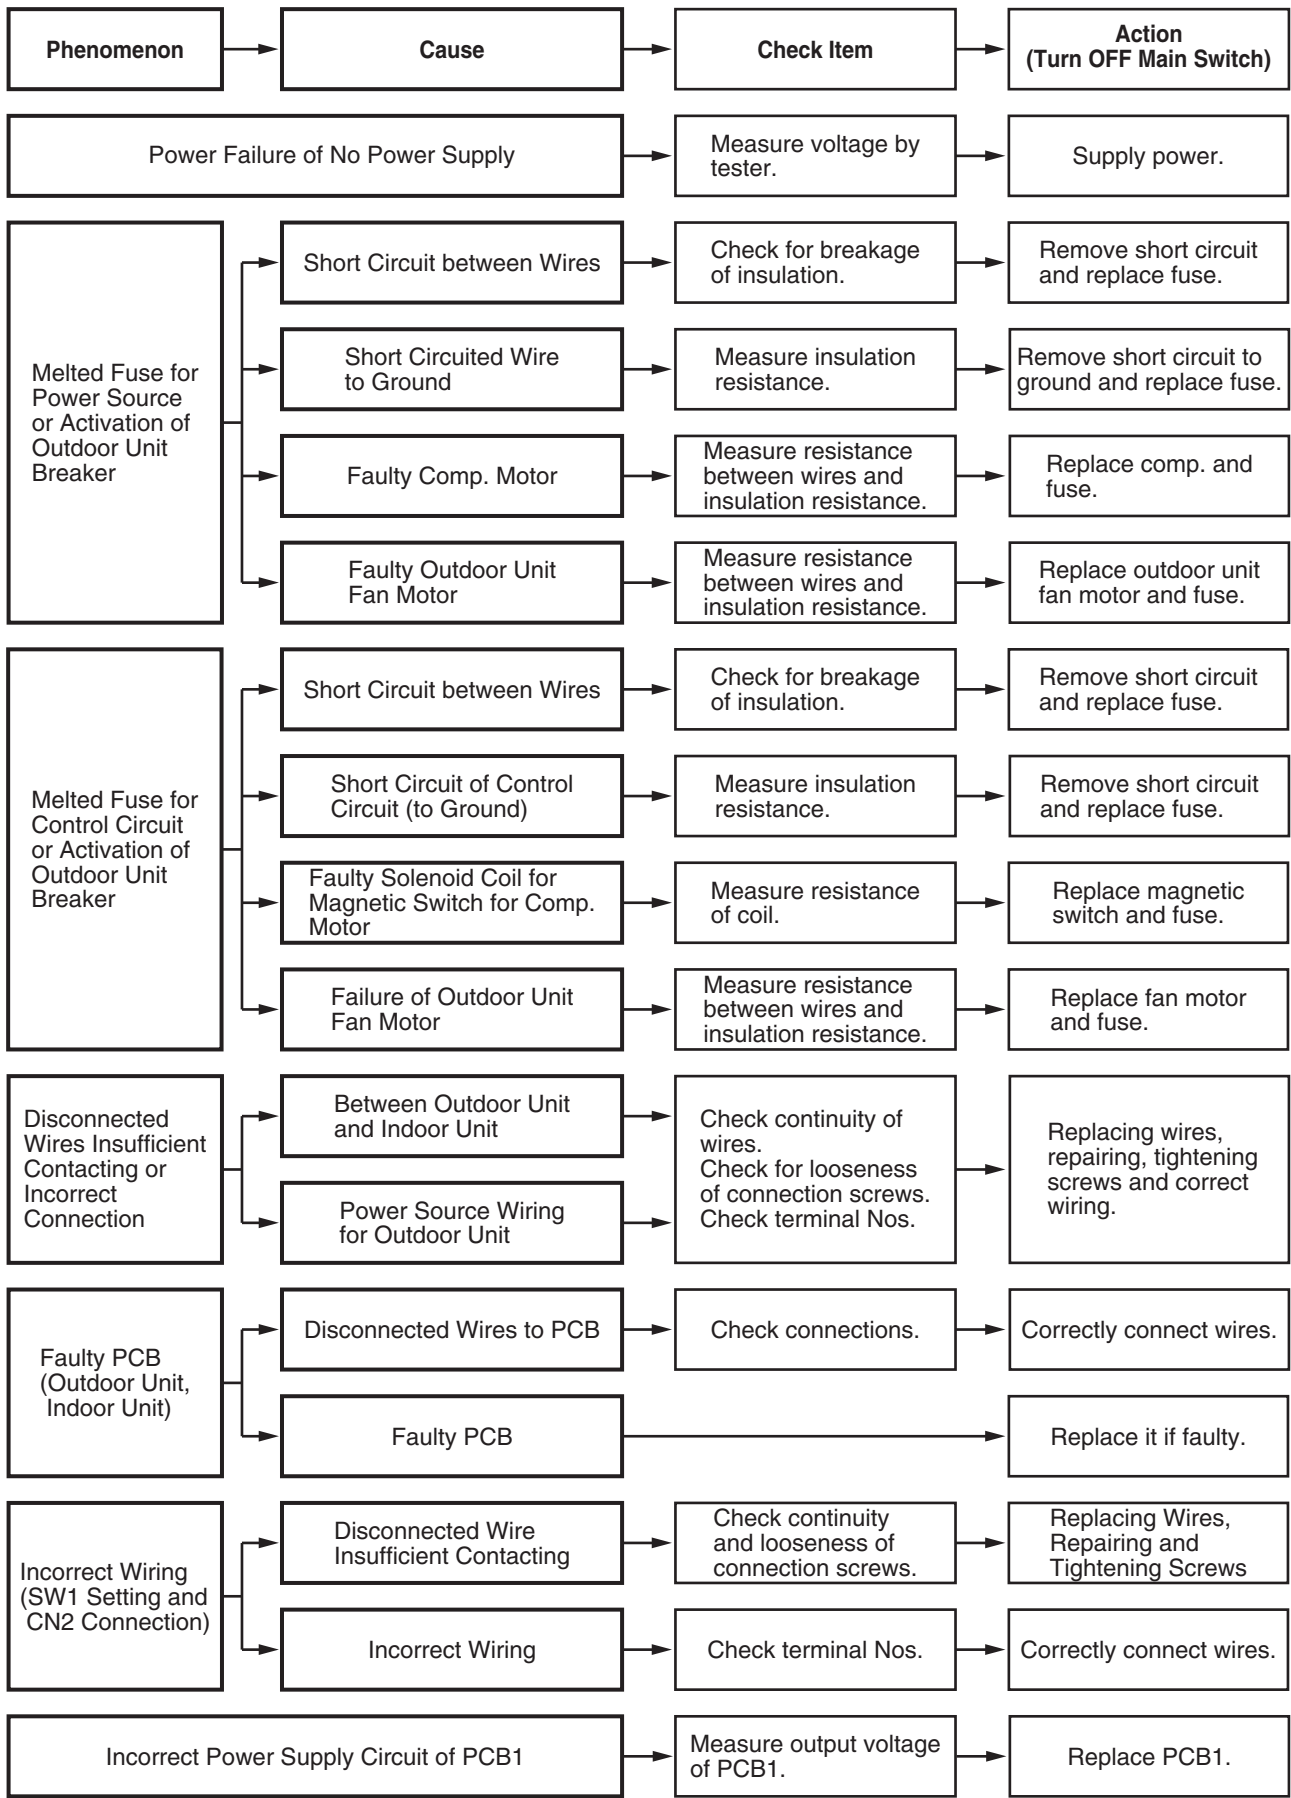 Phenomenon
Cause
Check Item
Action
(Turn OFF Main Switch)
Power Failure of No Power Supply
Measure voltage by
tester.
Supply power.
Melted Fuse for
Power Source
or Activation of
Outdoor Unit
Breaker
Short Circuit between Wires
Check for breakage
of insulation.
Remove short circuit
and replace fuse.
Short Circuited Wire
to Ground
Measure insulation
resistance.
Remove short circuit to
ground and replace fuse.
Faulty Comp. Motor
Measure resistance
between wires and
insulation resistance.
Replace comp. and
fuse.
Faulty Outdoor Unit
Fan Motor
Measure resistance
between wires and
insulation resistance.
Replace outdoor unit
fan motor and fuse.
Melted Fuse for
Control Circuit
or Activation of
Outdoor Unit
Breaker
Short Circuit between Wires
Check for breakage
of insulation.
Remove short circuit
and replace fuse.
Short Circuit of Control
Circuit (to Ground)
Measure insulation
resistance.
Remove short circuit
and replace fuse.
Faulty Solenoid Coil for
Magnetic Switch for Comp.
Motor
Measure resistance
of coil.
Replace magnetic
switch and fuse.
Failure of Outdoor Unit
Fan Motor
Measure resistance
between wires and
insulation resistance.
Replace fan motor
and fuse.
Disconnected
Wires Insufficient
Contacting or
Incorrect
Connection
Between Outdoor Unit
and Indoor Unit
Power Source Wiring
for Outdoor Unit
Check continuity of
wires.
Check for looseness
of connection screws.
Check terminal Nos.
Replacing wires,
repairing, tightening
screws and correct
wiring.
Faulty PCB
(Outdoor Unit,
Indoor Unit)
Disconnected Wires to PCB
Check connections.
Correctly connect wires.
Faulty PCB
Replace it if faulty.
Incorrect Wiring
(SW1 Setting and
CN2 Connection)
Disconnected Wire
Insufficient Contacting
Check continuity
and looseness of
connection screws.
Replacing Wires,
Repairing and
Tightening Screws
Incorrect Wiring
Check terminal Nos.
Correctly connect wires.
Incorrect Power Supply Circuit of PCB1
Measure output voltage
of PCB1.
Replace PCB1.